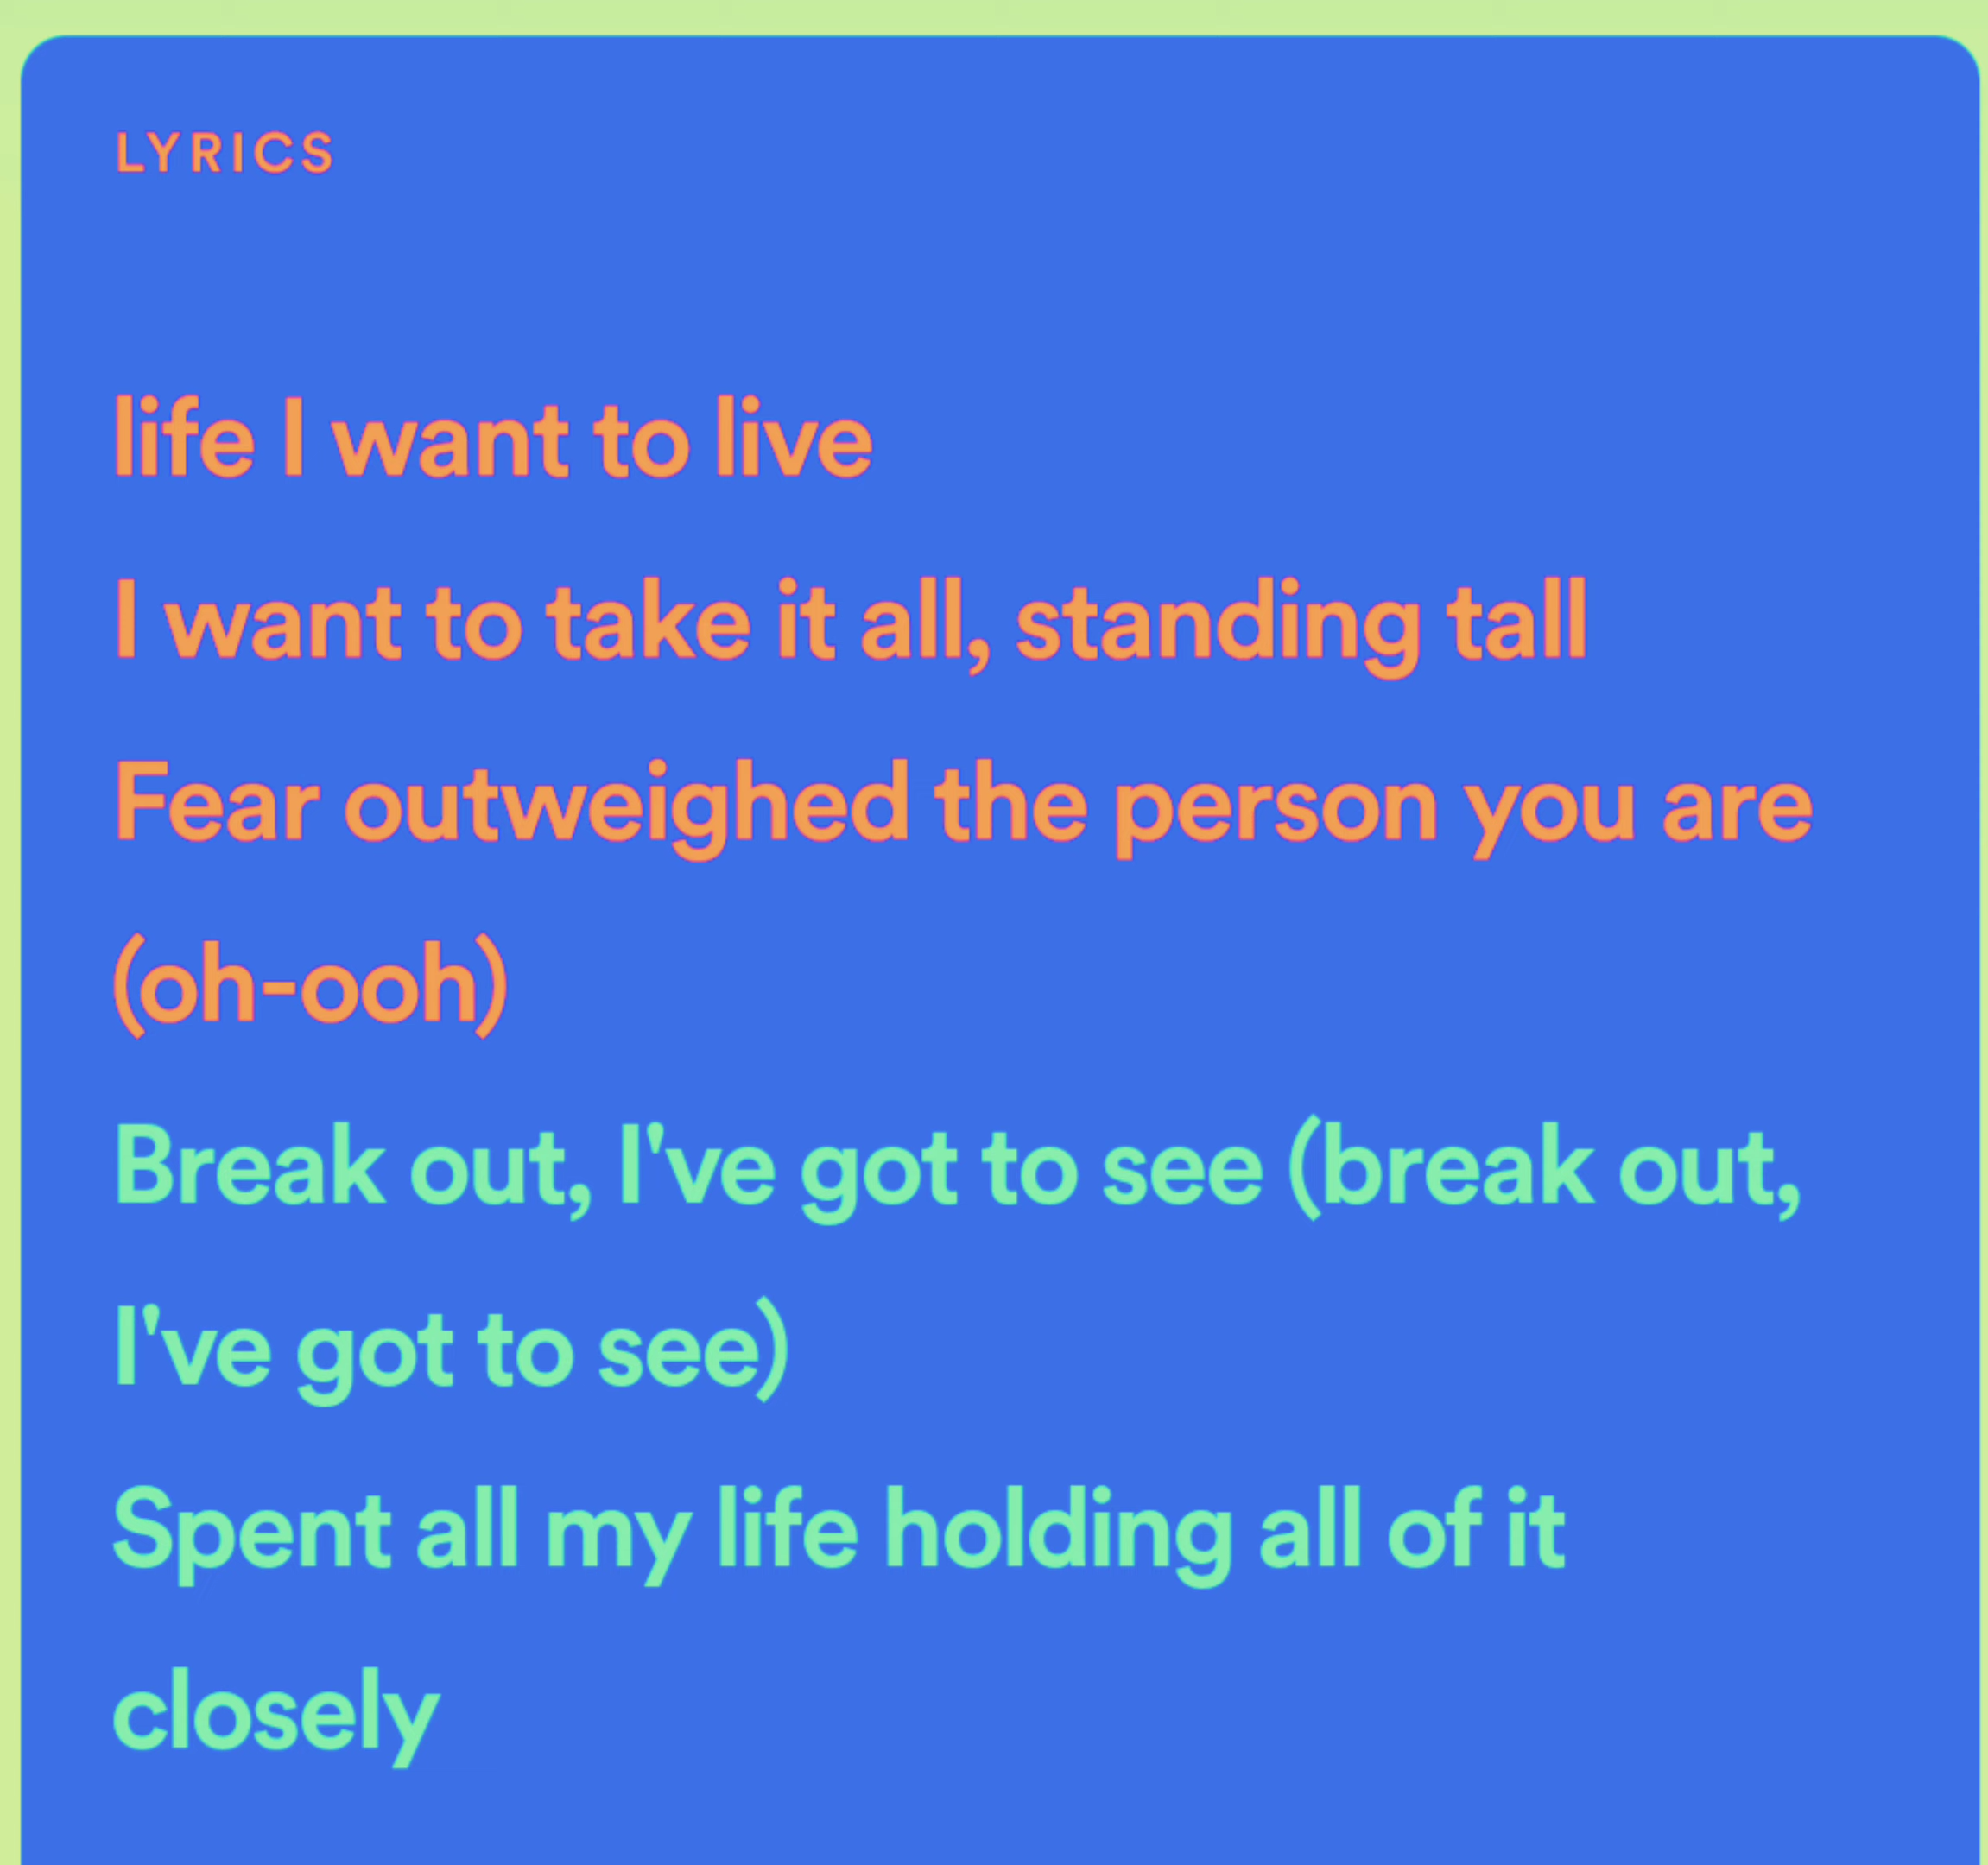 LYRICS
life I want to live
I want to take it all, standing tall
Fear outweighed the person you are
(oh-ooh)
Break out, I've got to see (break out,
I've got to see)
Spent all my life holding all of it
closely